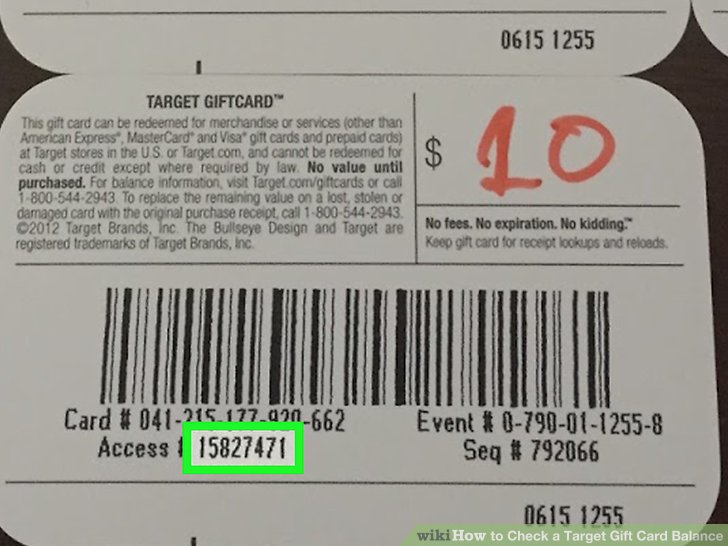 0615 1255
TARGET GIFTCARD™
This gift card can be redeemed for merchandise or services (other than
American Express®, MasterCard® and Visa® gift cards and prepaid cards)
at Target stores in the U.S. or Target.com, and cannot be redeemed for
cash or credit except where required by law. No value until
purchased. For balance information, visit Target.com/giftcards or call
1-800-544-2943. To replace the remaining value on a lost, stolen or
damaged card with the original purchase receipt, call 1-800-544-2943.
©2012 Target Brands, Inc. The Bullseye Design and Target are
registered trademarks of Target Brands, Inc.
$ 10
No fees. No expiration. No kidding.™
Keep gift card for receipt lookups and reloads.
Card # 041-215-177-920-662
Access # 15827471
Event # 0-790-01-1255-8
Seq # 792066
0615 1255
wikiHow to Check a Target Gift Card Balance